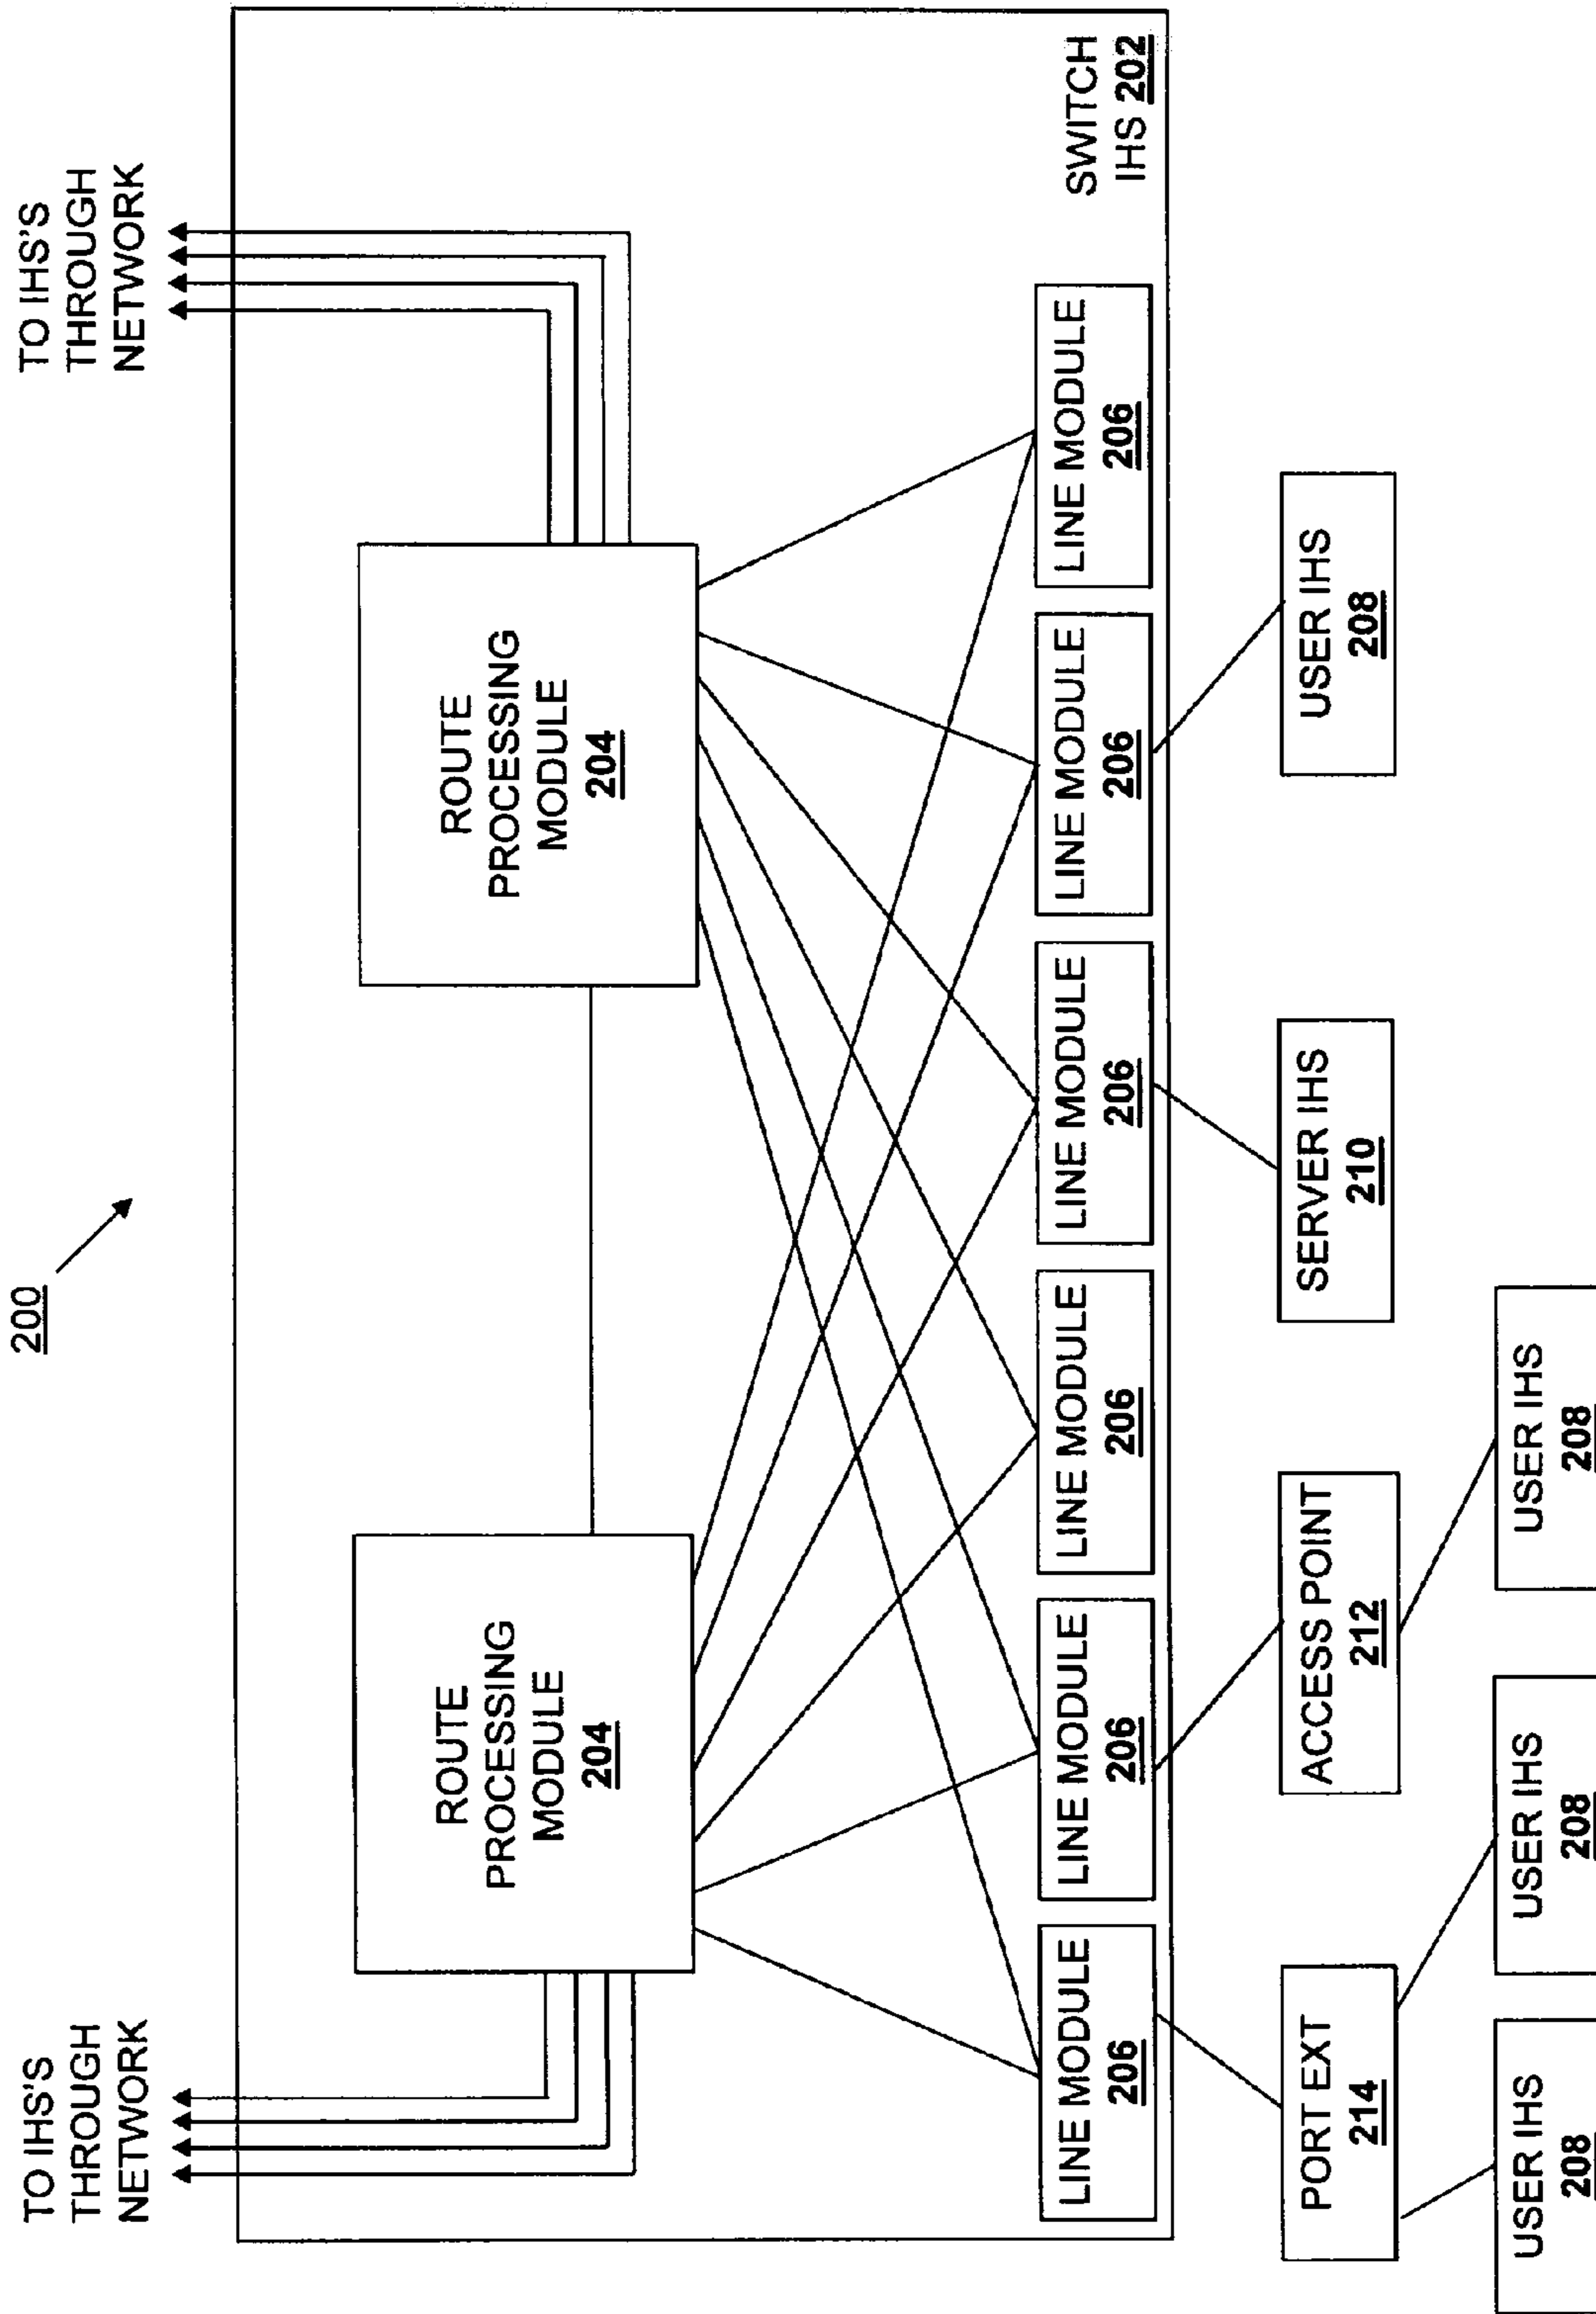 200
TO IHS'S
THROUGH
NETWORK
TO IHS'S
THROUGH
NETWORK
ROUTE
PROCESSING
MODULE
204
ROUTE
PROCESSING
MODULE
204
LINE MODULE
206
LINE MODULE
206
LINE MODULE
206
LINE MODULE
206
LINE MODULE
206
LINE MODULE
206
SWITCH
IHS 202
PORT EXT
214
ACCESS POINT
212
SERVER IHS
210
USER IHS
208
USER IHS
208
USER IHS
208
USER IHS
208